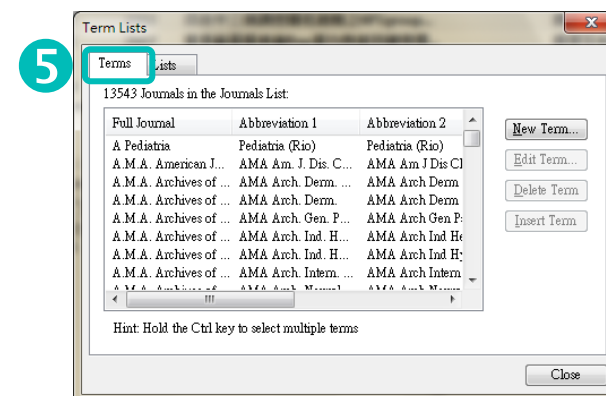 Term Lists
5
Terms Lists
13543 Journals in the Journals List:
Full Journal Abbreviation 1 Abbreviation 2
A Pediatria Pediatria (Rio) Pediatria (Rio)
A.M.A. American J... AMA Am. J. Dis. C... AMA Am J Dis Cl
A.M.A. Archives of ... AMA Arch. Derm. ... AMA Arch Derm
A.M.A. Archives of ... AMA Arch. Derm. AMA Arch Derm
A.M.A. Archives of ... AMA Arch. Gen. P... AMA Arch Gen P
A.M.A. Archives of ... AMA Arch. Ind. H... AMA Arch Ind He
A.M.A. Archives of ... AMA Arch. Ind. H... AMA Arch Ind Hy
A.M.A. Archives of ... AMA Arch. Intern. ... AMA Arch Intern
New Term...
Edit Term...
Delete Term
Insert Term
Hint: Hold the Ctrl key to select multiple terms
Close